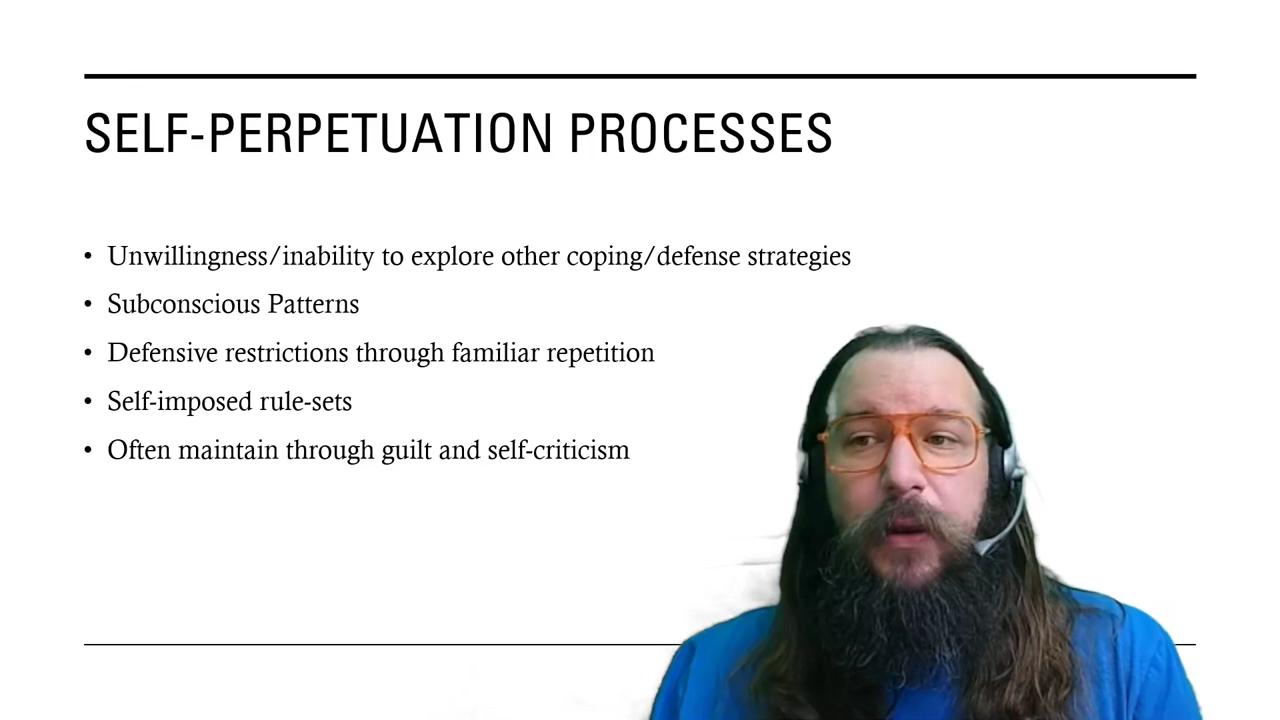 SELF-PERPETUATION PROCESSES
• Unwillingness/inability to explore other coping/defense strategies
• Subconscious Patterns
• Defensive restrictions through familiar repetition
• Self-imposed rule-sets
• Often maintain through guilt and self-criticism